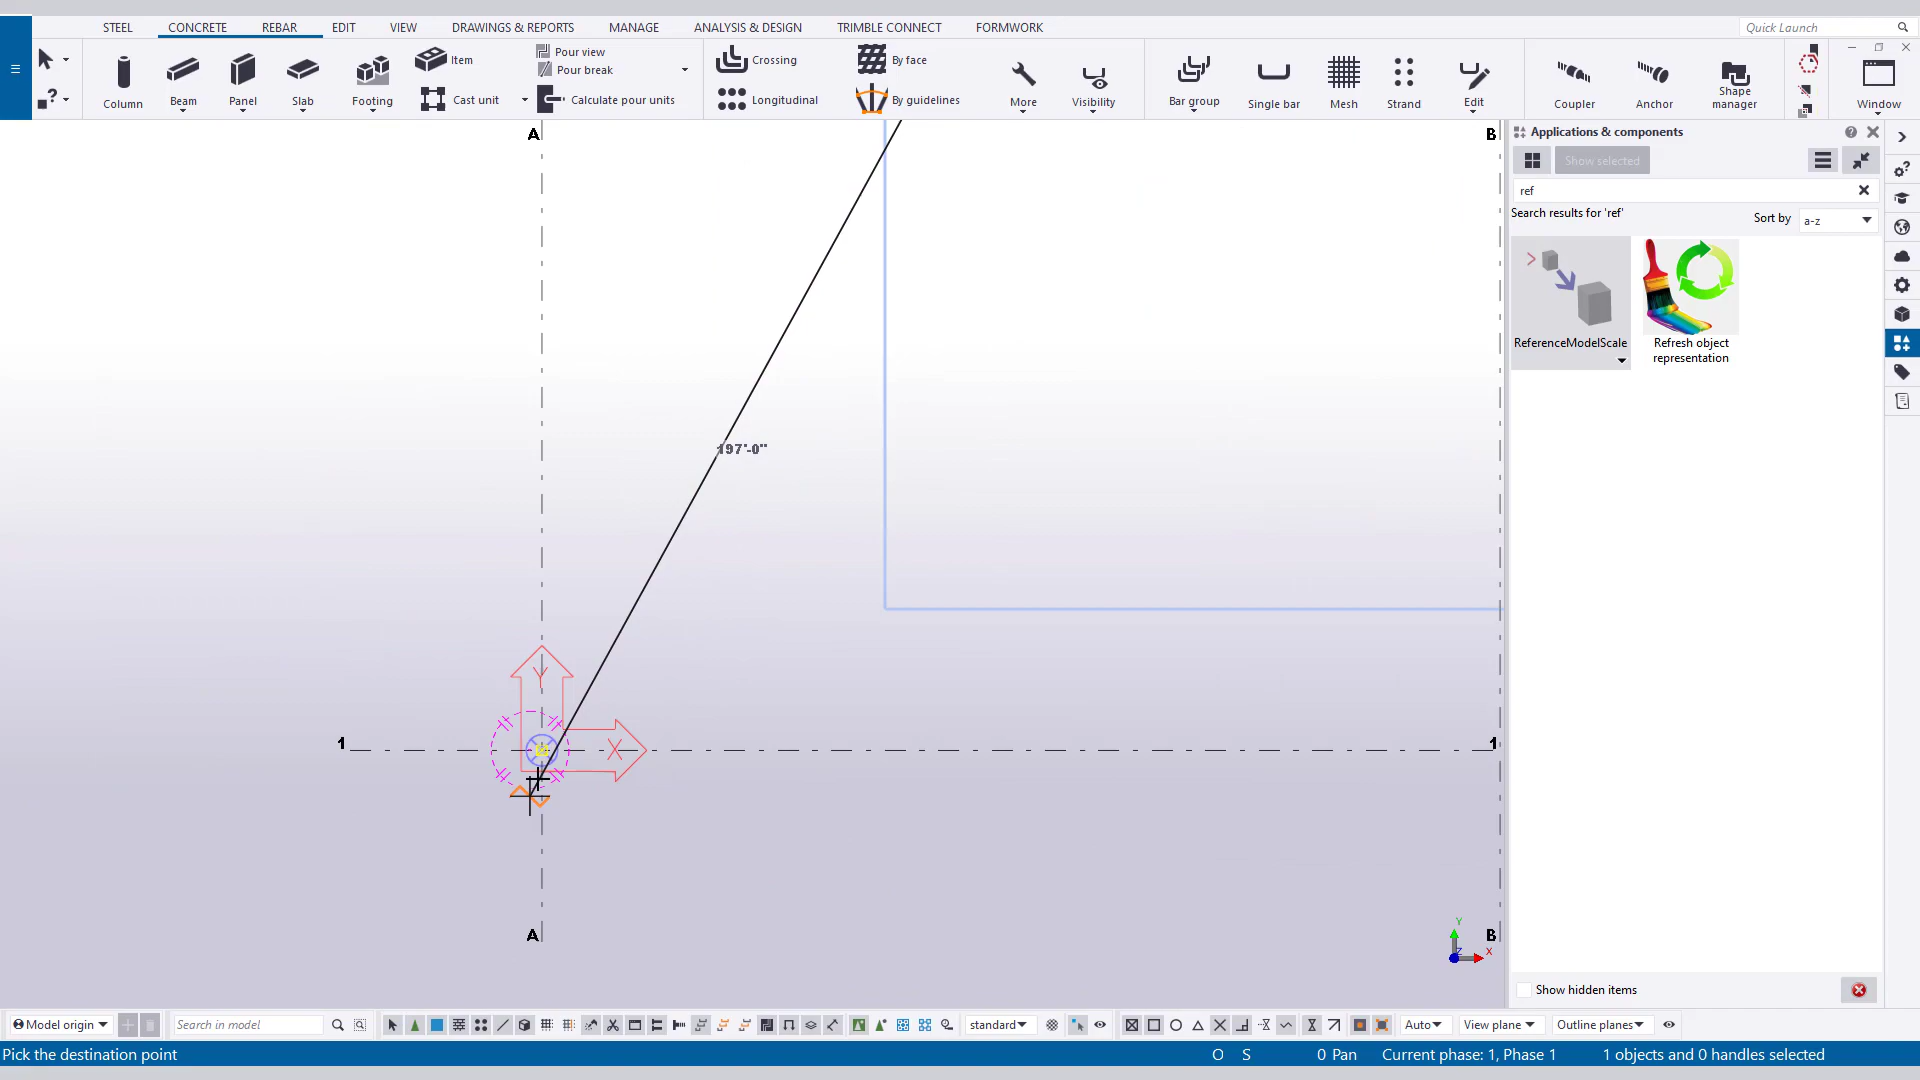 STEEL CONCRETE REBAR EDIT VIEW DRAWINGS & REPORTS MANAGE ANALYSIS & DESIGN TRIMBLE CONNECT FORMWORK Quick Launch
Column Beam Panel Slab Footing Item Cast unit
Pour view
Pour break
Calculate pour units
Crossing By face
Longitudinal By guidelines
More Visibility Bar group Single bar Mesh Strand Edit Coupler Anchor Shape manager Window
Applications & components
Show selected
ref
Search results for 'ref'
Sort by a-z
ReferenceModelScale
Refresh object
representation
Show hidden items
A B
197'-0"
Y
X
1 1
A B
Y
Z X
Model origin Search in model standard Auto View plane Outline planes
Pick the destination point O S 0 Pan Current phase: 1, Phase 1 1 objects and 0 handles selected